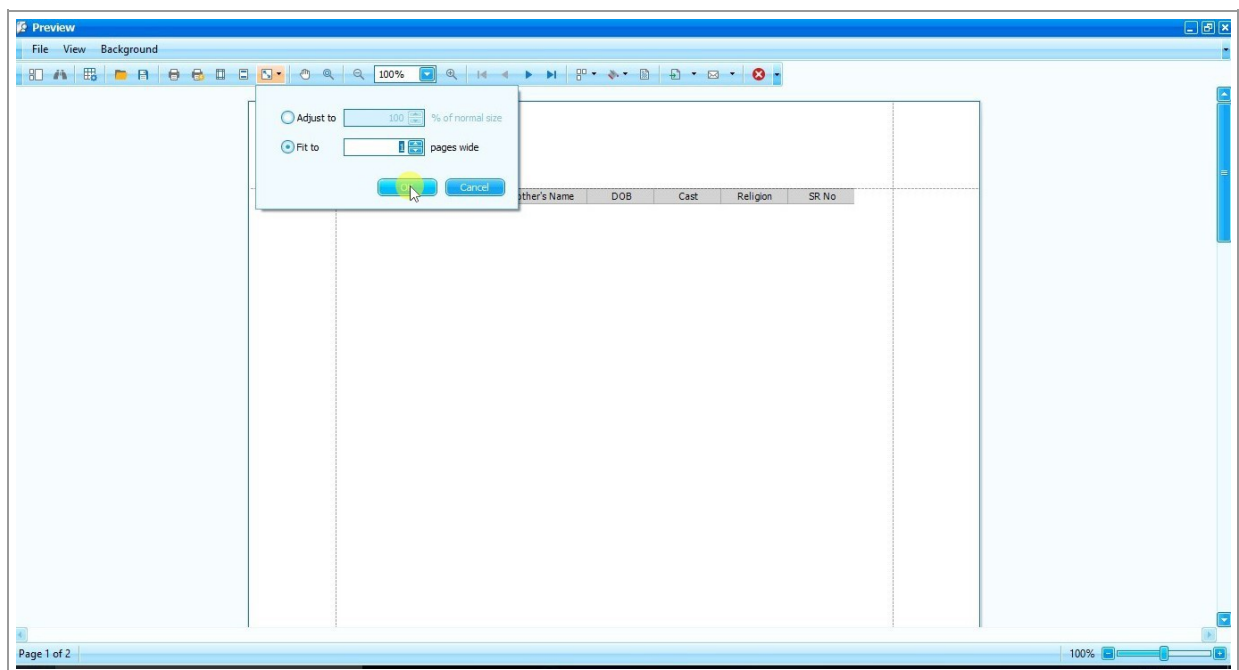 Preview
File View Background
100%
Adjust to 100 % of normal size
Fit to 1 pages wide
Cancel
other's Name DOB Cast Religion SR No
Page 1 of 2 100%